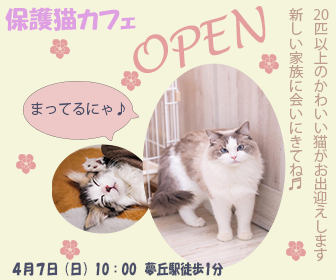 保護猫カフェ
OPEN
20匹以上のかわいい猫がお出迎えします
新しい家族に会いにきてね♬
まってるにゃ♪
4月7日（日）10：00 夢丘駅徒歩1分